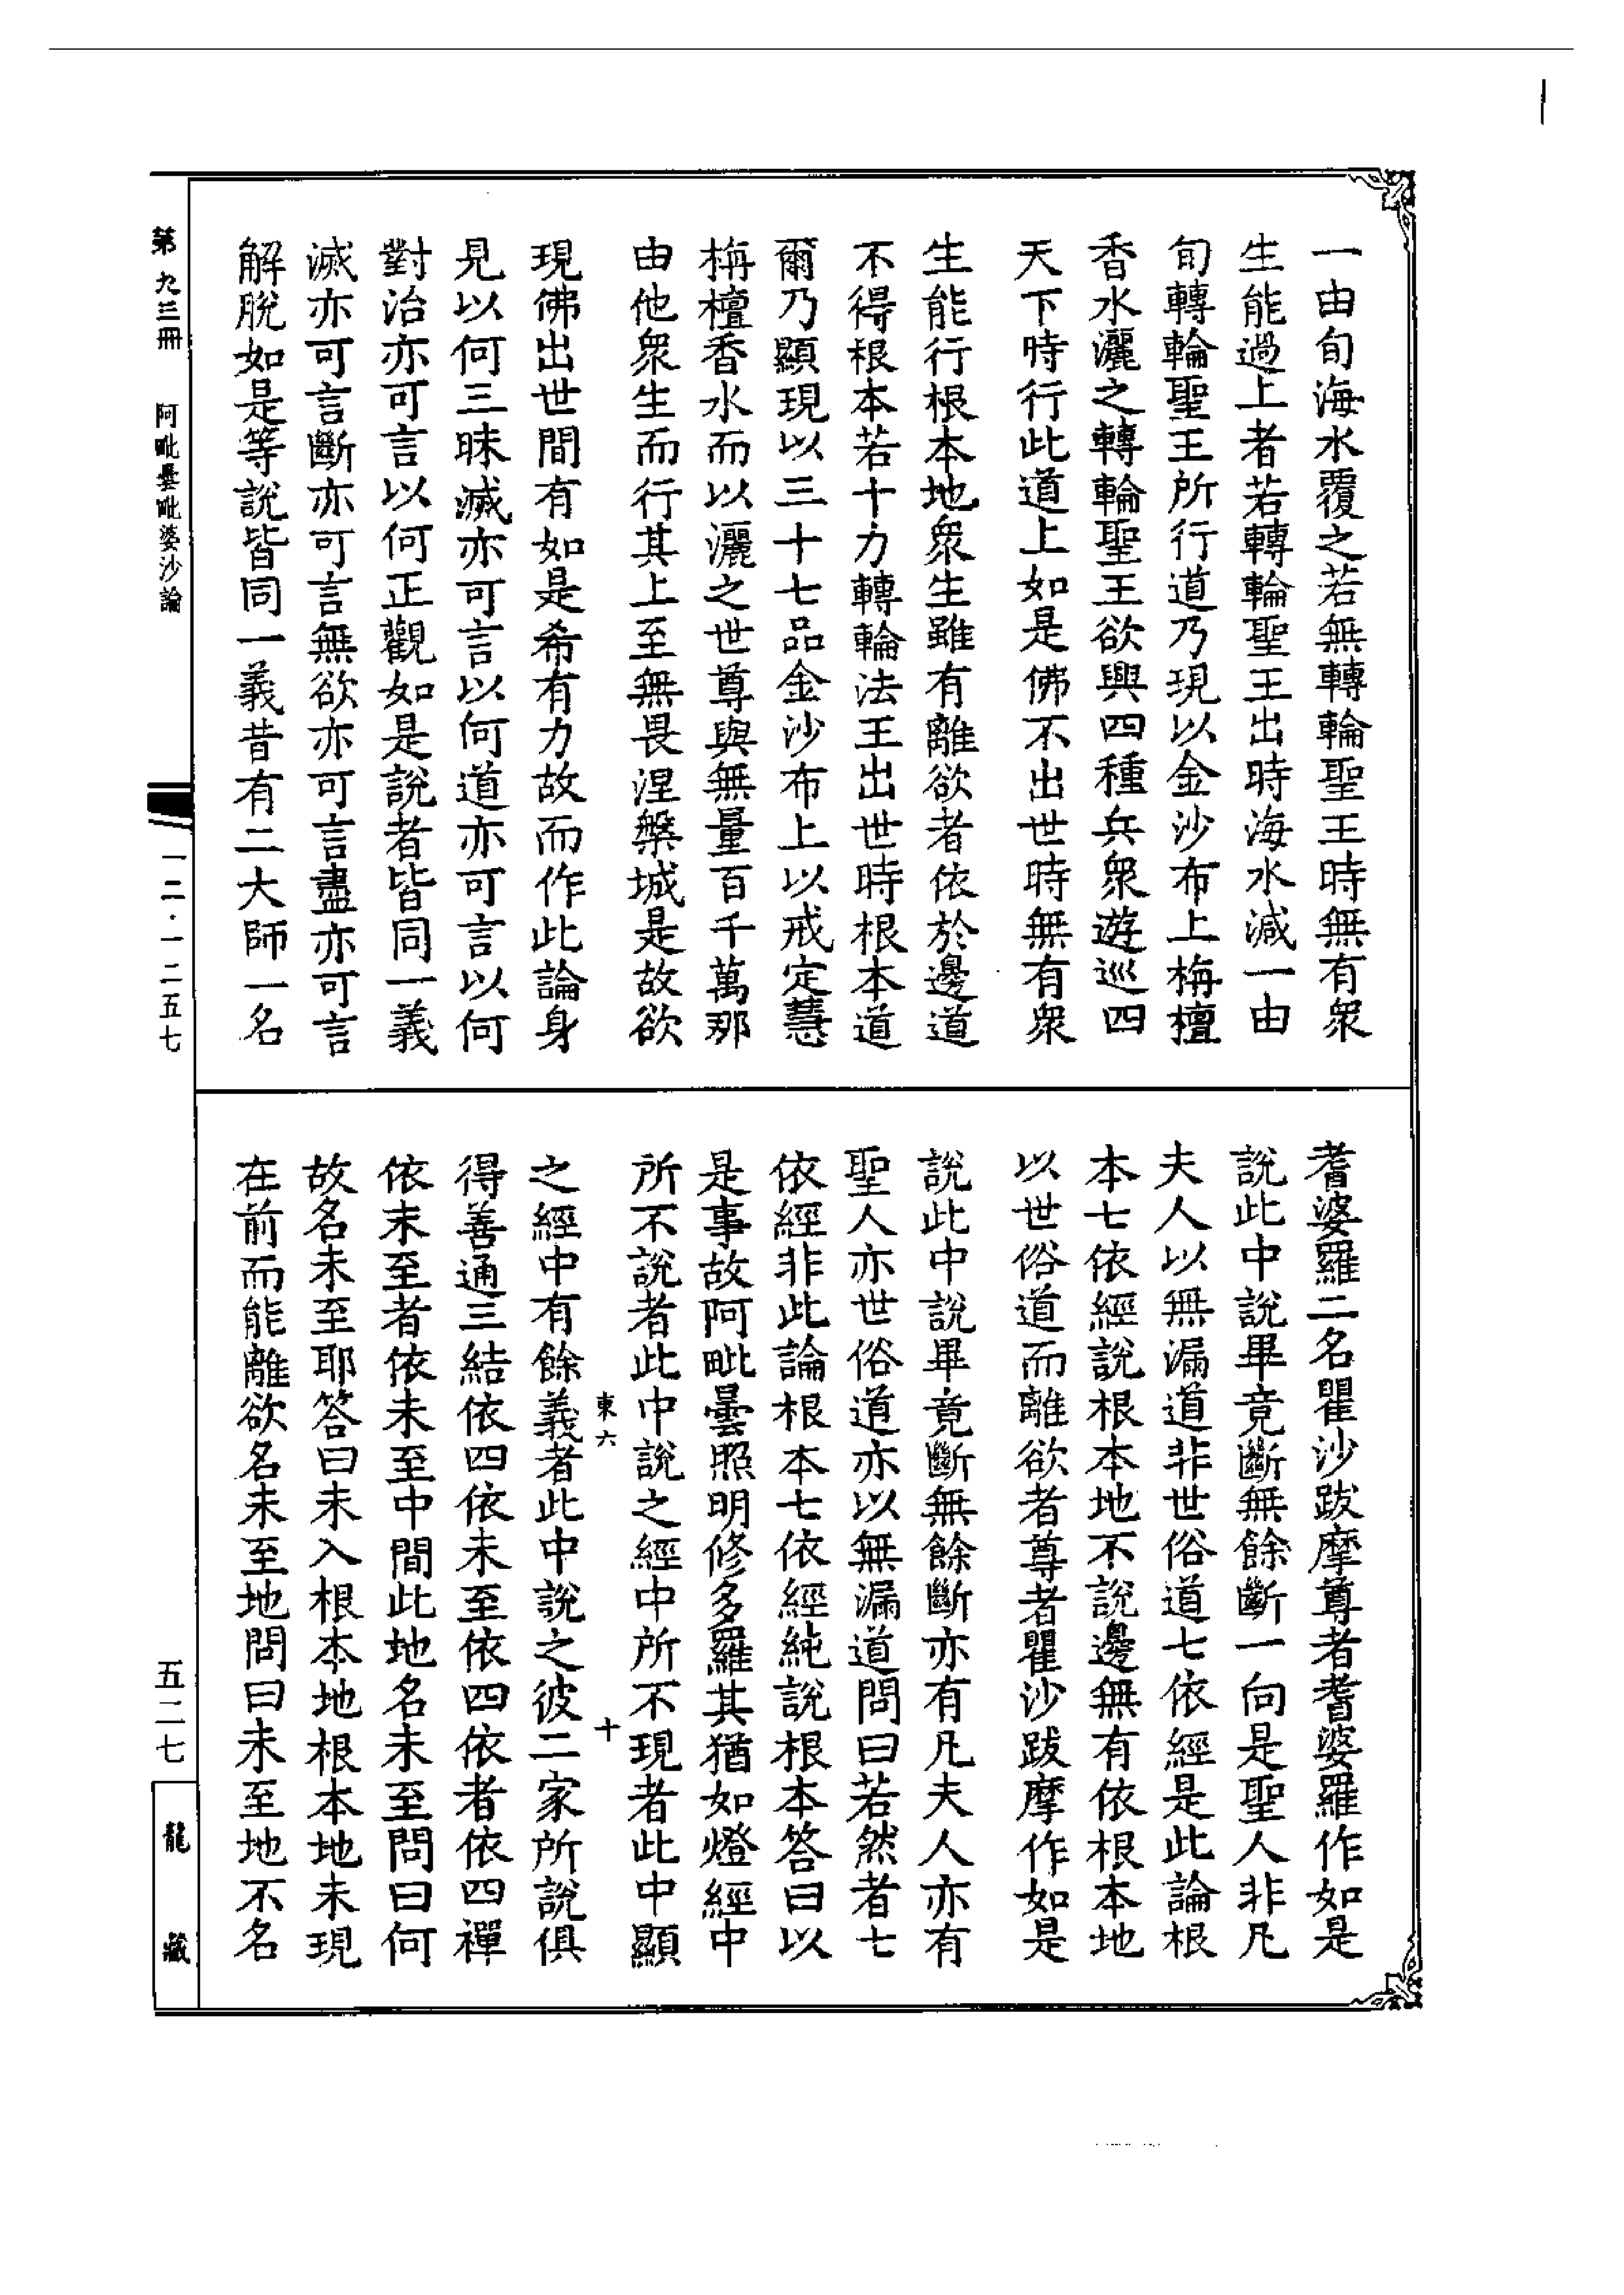 一由旬海水覆之若無轉輪聖王時無有衆
生能過上者若轉輪聖王出時海水減一由
旬轉輪聖王所行道乃現以金沙布上栴檀
香水灑之轉輪聖王欲與四種兵衆遊巡四
天下時行此道上如是佛不出世時無有衆
生能行根本地衆生雖有離欲者依於邊道
不得根本若十力轉輪法王出世時根本道
爾乃顯現以三十七品金沙布上以戒定慧
栴檀香水而以灑之世尊與無量百千萬那
由他衆生而行其上至無畏涅槃城是故欲
現佛出世間有如是希有力故而作此論身
見以何三昧滅亦可言以何道亦可言以何
對治亦可言以何正觀如是說者皆同一義
滅亦可言斷亦可言無欲亦可言盡亦可言
解脫如是等說皆同一義昔有二大師一名
耆婆羅二名瞿沙跋摩尊者耆婆羅作如是
說此中說畢竟斷無餘斷一向是聖人非凡
夫人以無漏道非世俗道七依經是此論根
本七依經說根本地不說邊無有依根本地
以世俗道而離欲者尊者瞿沙跋摩作如是
說此中說畢竟斷無餘斷亦有凡夫人亦有
聖人亦世俗道亦以無漏道問曰若然者七
依經非此論根本七依經純說根本答曰以
是事故阿毗曇照明修多羅其猶如燈經中
所不說者此中說之經中所不現者此中顯
東六 十
之經中有餘義者此中說之彼二家所說俱
得善通三結依四依未至依四依者依四禪
依未至者依未至中間此地名未至問曰何
故名未至耶答曰未入根本地根本地未現
在前而能離欲名未至地問曰未至地不名
第九三冊 阿毗曇毗婆沙論
一二·一二五七
五二七
龍藏